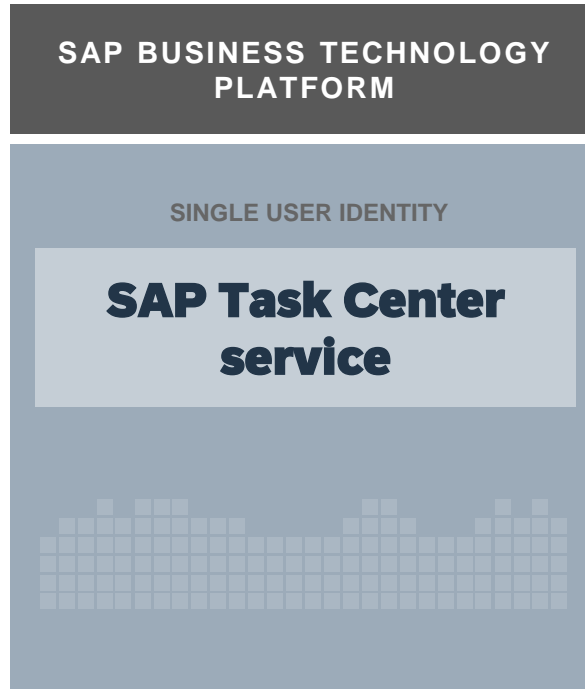 SAP BUSINESS TECHNOLOGY
PLATFORM
SINGLE USER IDENTITY
SAP Task Center
service